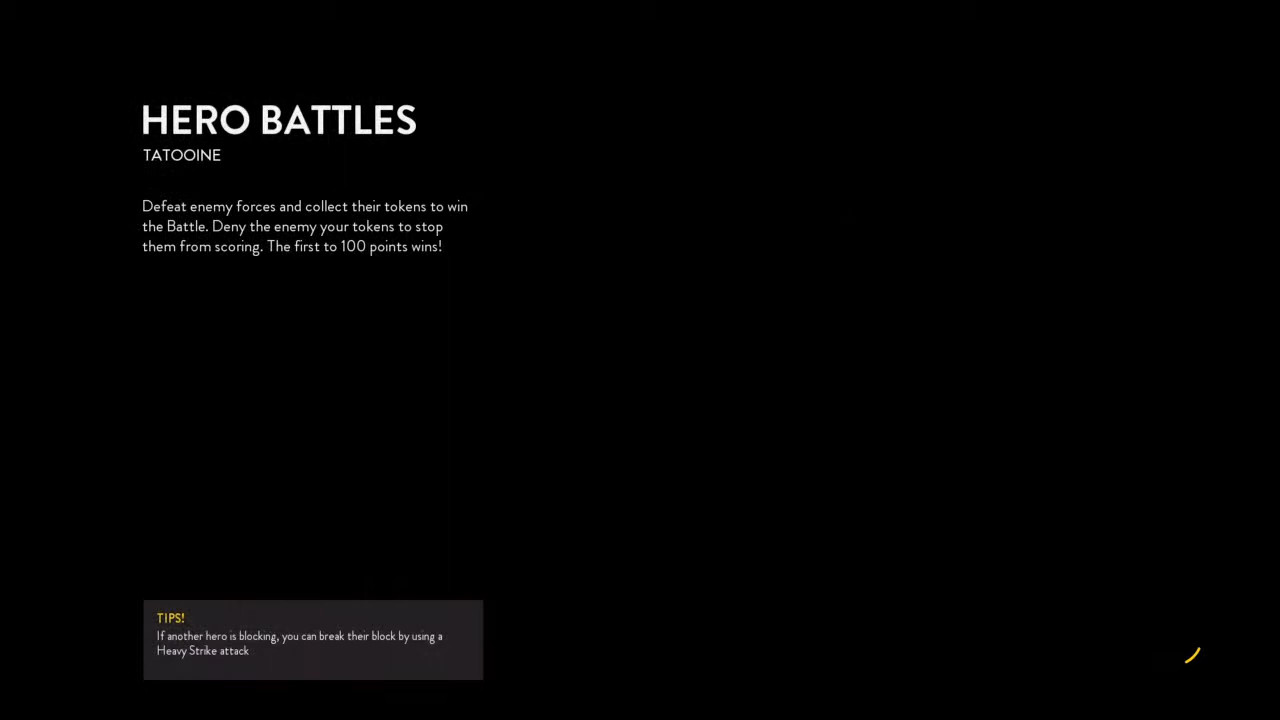 HERO BATTLES
TATOOINE
Defeat enemy forces and collect their tokens to win
the Battle. Deny the enemy your tokens to stop
them from scoring. The first to 100 points wins!
TIPS!
If another hero is blocking, you can break their block by using a
Heavy Strike attack